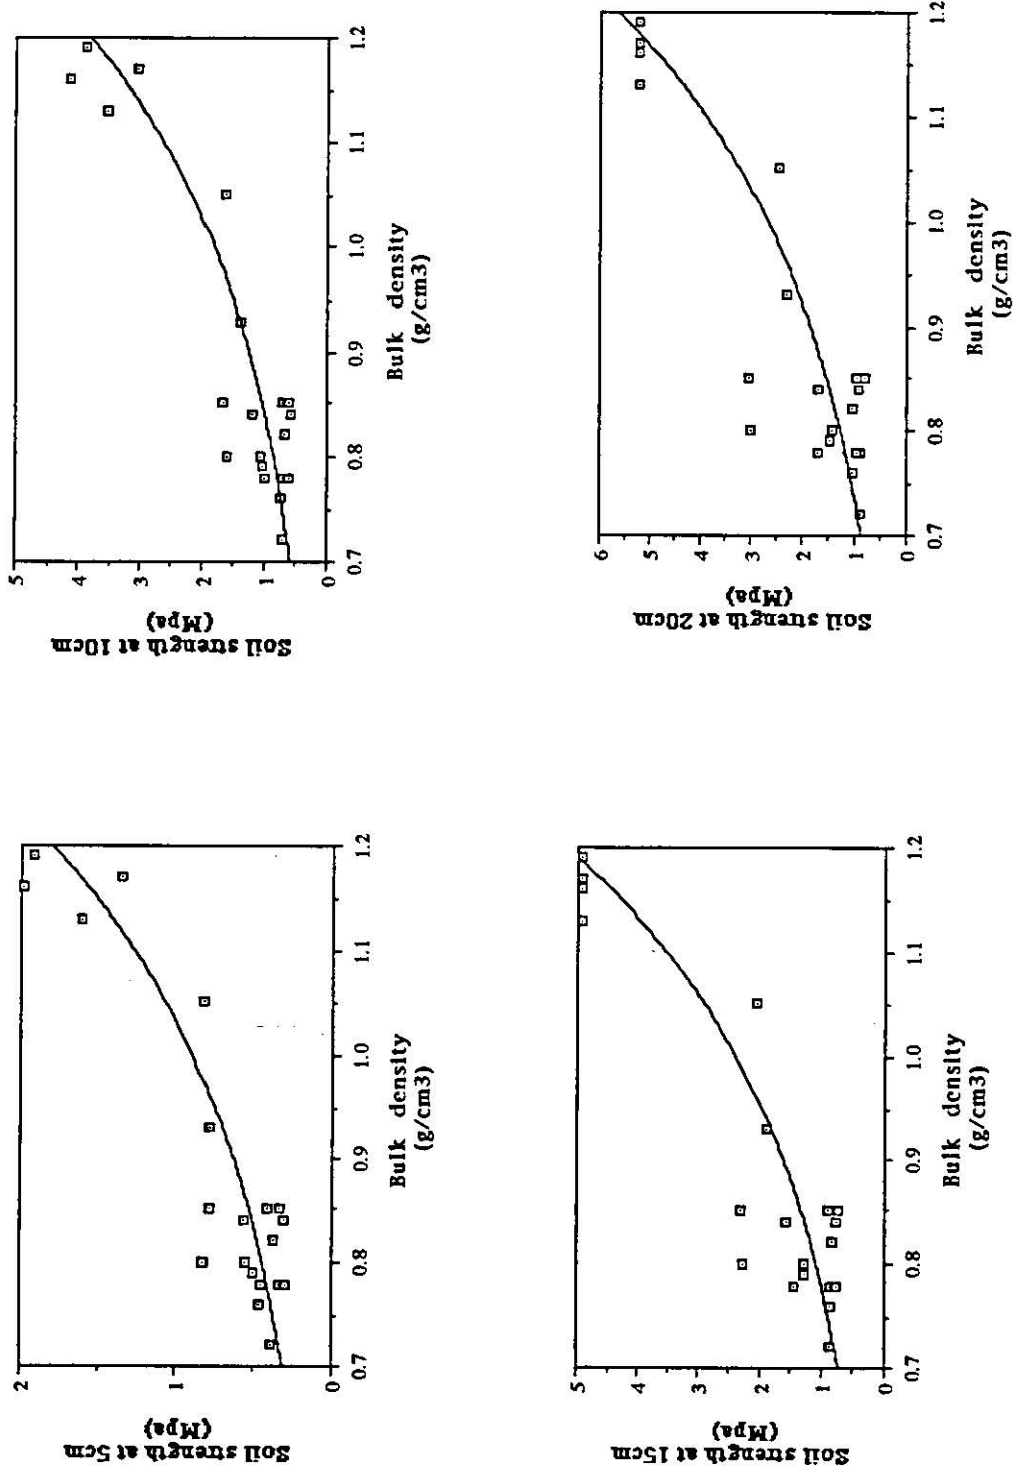 5
4
3
2
1
0
Soil strength at 10cm
(Mpa)
0.7
0.8
0.9
1.0
1.1
1.2
Bulk density
(g/cm3)
6
5
4
3
2
1
0
Soil strength at 20cm
(Mpa)
0.7
0.8
0.9
1.0
1.1
1.2
Bulk density
(g/cm3)
2
1
0
Soil strength at 5cm
(Mpa)
0.7
0.8
0.9
1.0
1.1
1.2
Bulk density
(g/cm3)
5
4
3
2
1
0
Soil strength at 15cm
(Mpa)
0.7
0.8
0.9
1.0
1.1
1.2
Bulk density
(g/cm3)